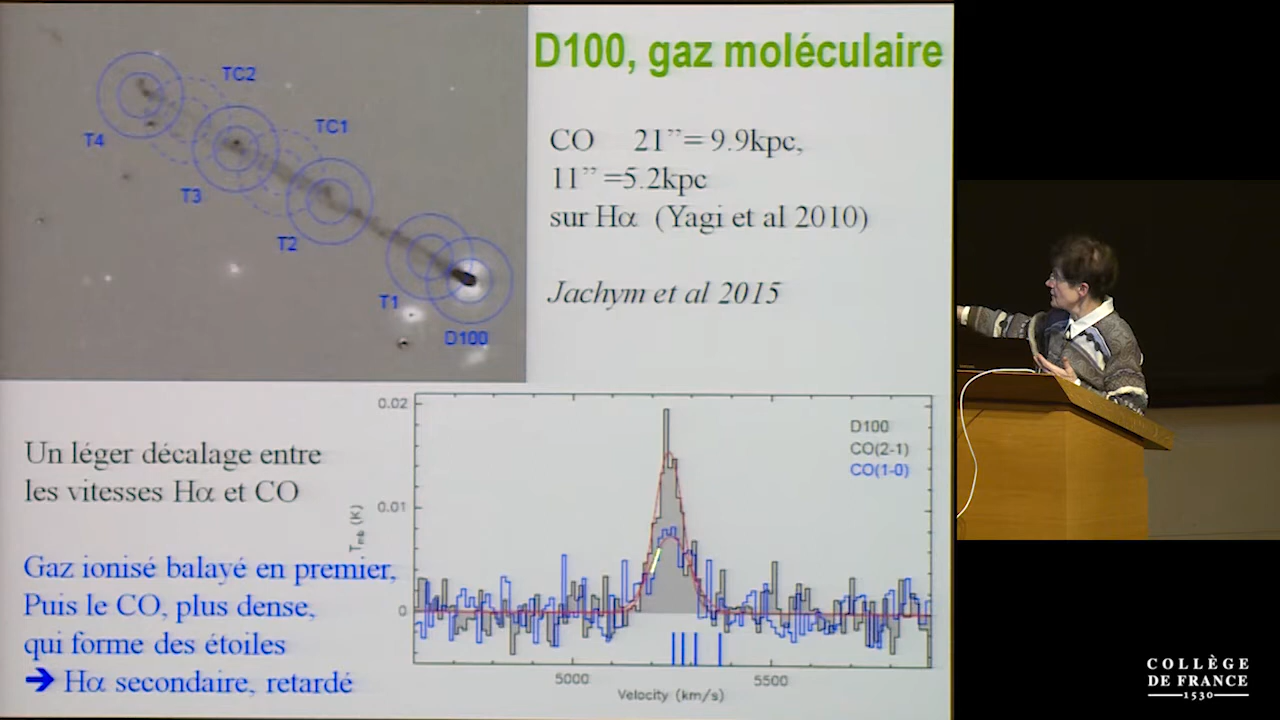 D100, gaz moléculaire
TC2
TC1
T4
T3
T2
T1
D100
CO 21”= 9.9kpc,
11” =5.2kpc
sur Hα (Yagi et al 2010)
Jachym et al 2015
Un léger décalage entre
les vitesses Hα et CO
Gaz ionisé balayé en premier,
Puis le CO, plus dense,
qui forme des étoiles
➔ Hα secondaire, retardé
0.02
0.01
0
Tmb (K)
D100
CO(2-1)
CO(1-0)
5000
5500
Velocity (km/s)
COLLÈGE
DE FRANCE
1530